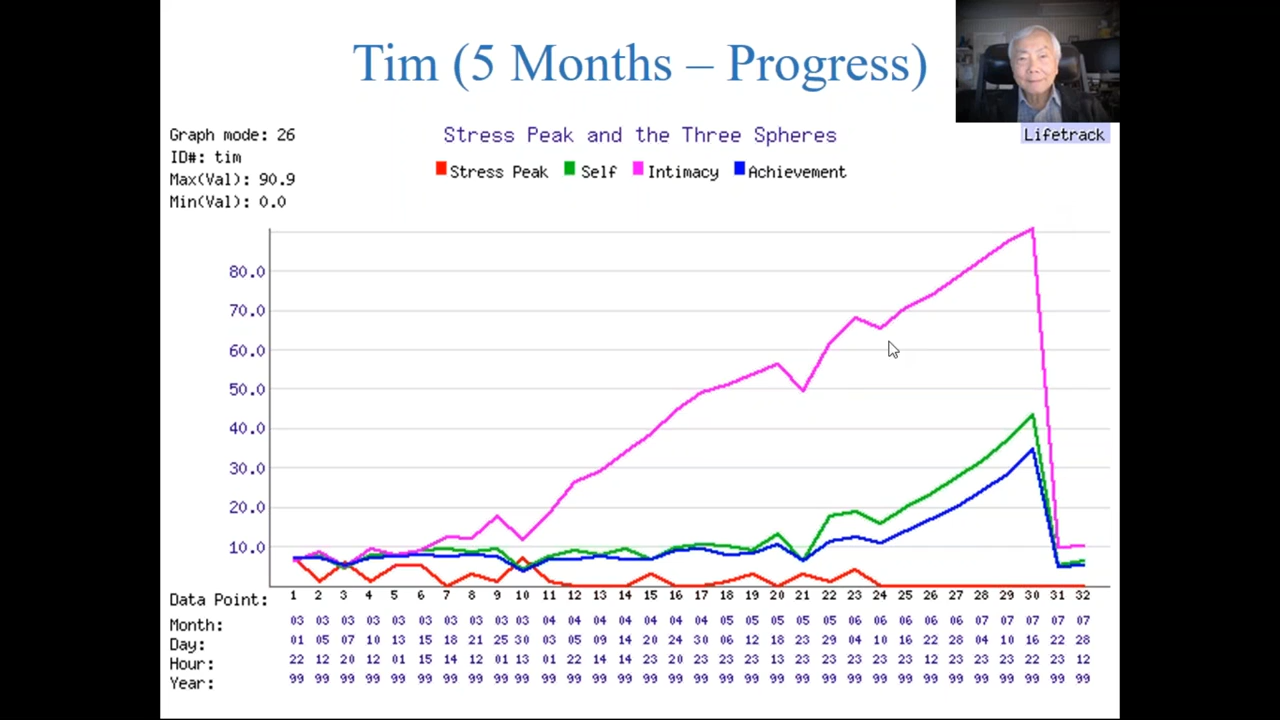 Tim (5 Months – Progress)
Graph mode: 26
ID#: tim
Max(Val): 90.9
Min(Val): 0.0
Stress Peak and the Three Spheres
Lifetrack
Stress Peak Self Intimacy Achievement
80.0
70.0
60.0
50.0
40.0
30.0
20.0
10.0
Data Point: 1 2 3 4 5 6 7 8 9 10 11 12 13 14 15 16 17 18 19 20 21 22 23 24 25 26 27 28 29 30 31 32
Month: 03 03 03 03 03 03 03 03 03 03 04 04 04 04 04 04 04 05 05 05 05 05 06 06 06 06 06 07 07 07 07 07
Day: 01 05 07 10 13 15 18 21 25 30 03 05 09 14 20 24 30 06 12 18 23 29 04 10 16 22 28 04 10 16 22 28
Hour: 22 12 20 12 01 15 14 12 01 13 01 22 14 14 23 20 23 23 23 13 23 23 23 23 23 12 23 23 23 22 23 12
Year: 99 99 99 99 99 99 99 99 99 99 99 99 99 99 99 99 99 99 99 99 99 99 99 99 99 99 99 99 99 99 99 99